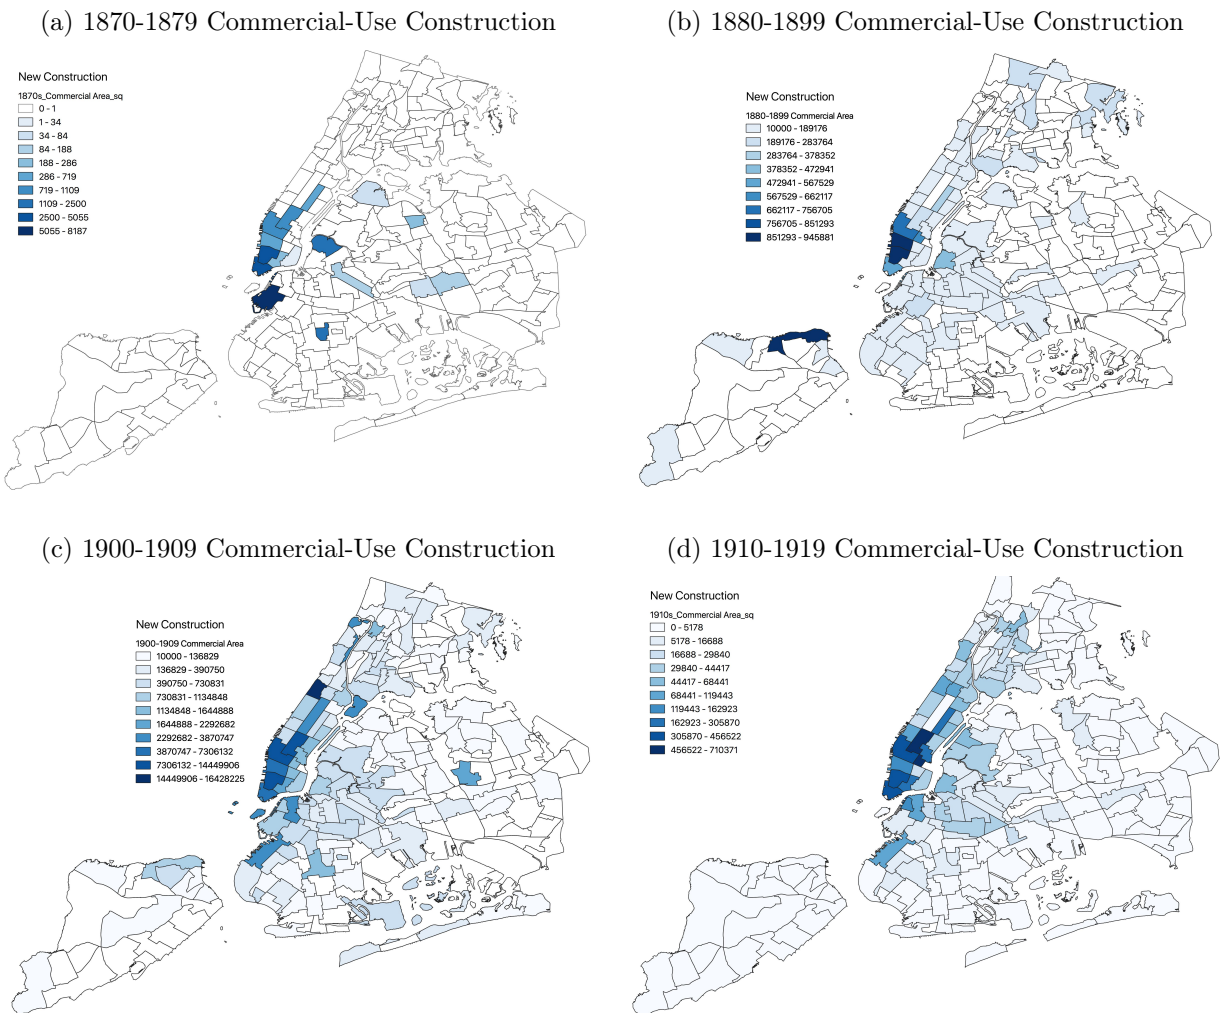 (a) 1870-1879 Commercial-Use Construction
New Construction
1870s_Commercial Area_sq
0 - 1
1 - 34
34 - 84
84 - 188
188 - 286
286 - 719
719 - 1109
1109 - 2500
2500 - 5055
5055 - 8187
(b) 1880-1899 Commercial-Use Construction
New Construction
1880-1899 Commercial Area
10000 - 189176
189176 - 283764
283764 - 378352
378352 - 472941
472941 - 567529
567529 - 662117
662117 - 756705
756705 - 851293
851293 - 945881
(c) 1900-1909 Commercial-Use Construction
New Construction
1900-1909 Commercial Area
10000 - 136829
136829 - 390750
390750 - 730831
730831 - 1134848
1134848 - 1644888
1644888 - 2292682
2292682 - 3870747
3870747 - 7306132
7306132 - 14449906
14449906 - 16428225
(d) 1910-1919 Commercial-Use Construction
New Construction
1910s_Commercial Area_sq
0 - 5178
5178 - 16688
16688 - 29840
29840 - 44417
44417 - 68441
68441 - 119443
119443 - 162923
162923 - 305870
305870 - 456522
456522 - 710371